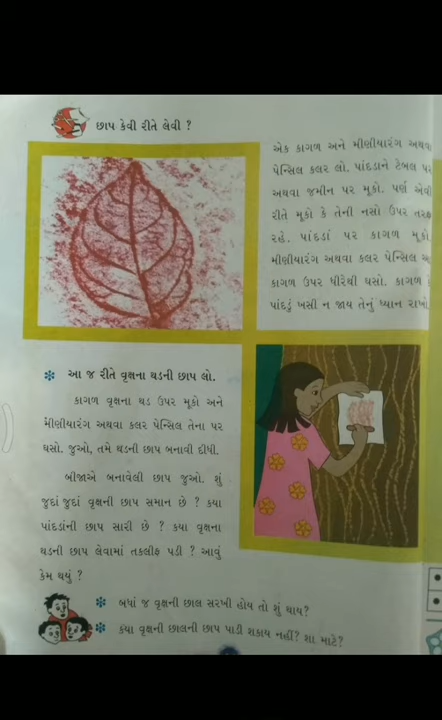 છાપ કેવી રીતે લેવી ?
એક કાગળ અને મીણીયારંગ અથવા
પેન્સિલ કલર લો. પાંદડાને ટેબલ પર
અથવા જમીન પર મૂકો. પર્ણ એવી
રીતે મૂકો કે તેની નસો ઉપર તરફ
રહે. પાંદડાં પર કાગળ મૂકો.
મીણીયારંગ અથવા કલર પેન્સિલ
કાગળ ઉપર ધીરેથી ઘસો. કાગળ
પાંદડું ખસી ન જાય તેનું ધ્યાન રાખો.
આ જ રીતે વૃક્ષના થડની છાપ લો.
કાગળ વૃક્ષના થડ ઉપર મૂકો અને
મીણીયારંગ અથવા કલર પેન્સિલ તેના પર
ઘસો. જુઓ, તમે થડની છાપ બનાવી દીધી.
બીજાએ બનાવેલી છાપ જુઓ. શું
જુદાં જુદાં વૃક્ષની છાપ સમાન છે ? કયા
પાંદડાંની છાપ સારી છે ? કયા વૃક્ષના
થડની છાપ લેવામાં તકલીફ પડી ? આવું
કેમ થયું ?
બધાં જ વૃક્ષની છાલ સરખી હોય તો શું થાય?
કયા વૃક્ષની છાલની છાપ પાડી શકાય નહીં? શા માટે?